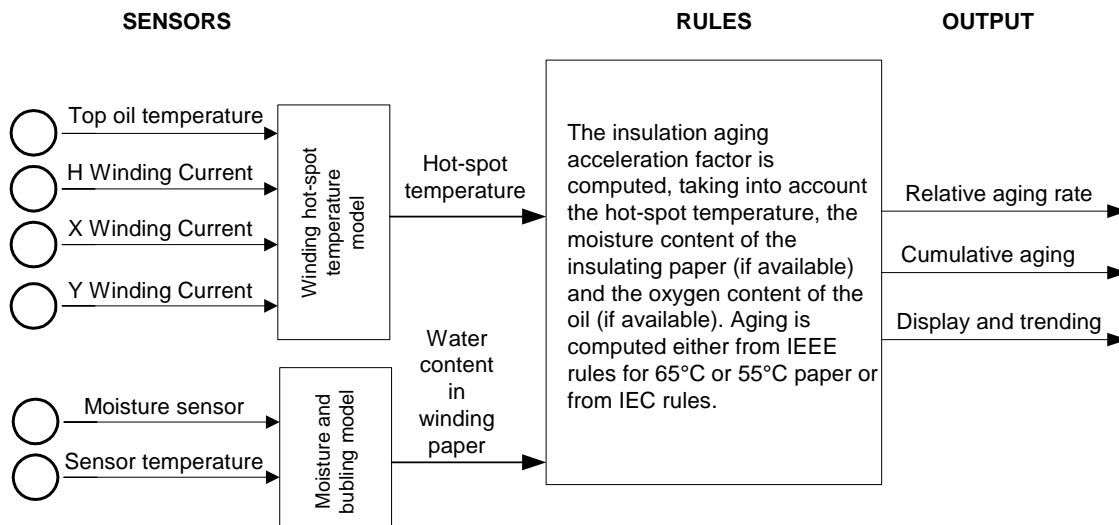 SENSORS
RULES
OUTPUT
Top oil temperature
H Winding Current
X Winding Current
Y Winding Current
Winding hot-spot
temperature
model
Hot-spot
temperature
Moisture sensor
Sensor temperature
Moisture and
bubling model
Water
content
in
winding
paper
The insulation aging
acceleration factor is
computed, taking into account
the hot-spot temperature, the
moisture content of the
insulating paper (if available)
and the oxygen content of the
oil (if available). Aging is
computed either from IEEE
rules for 65°C or 55°C paper or
from IEC rules.
Relative aging rate
Cumulative aging
Display and trending